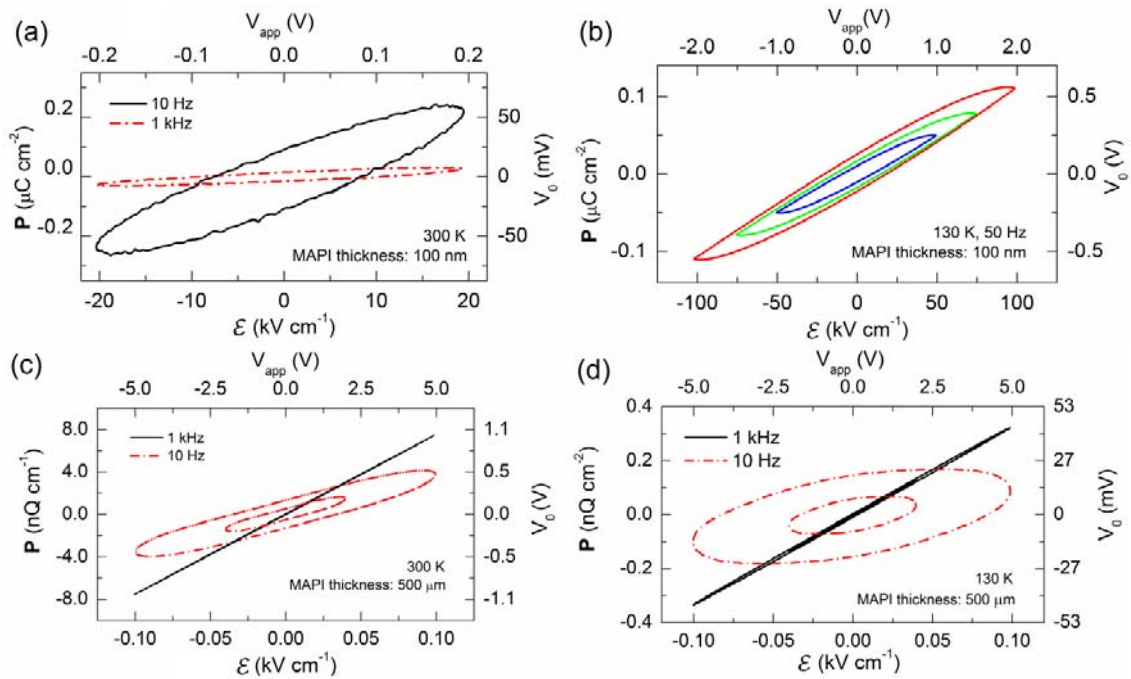 (a)
V_app (V)
-0.2 -0.1 0.0 0.1 0.2
10 Hz
1 kHz
P (μC cm⁻²)
0.2
0.0
-0.2
50
0
-50
V_0 (mV)
300 K
MAPI thickness: 100 nm
-20 -10 0 10 20
ℰ (kV cm⁻¹)
(b)
V_app (V)
-2.0 -1.0 0.0 1.0 2.0
P (μC cm⁻²)
0.1
0.0
-0.1
0.5
0.0
-0.5
V_0 (V)
130 K, 50 Hz
MAPI thickness: 100 nm
-100 -50 0 50 100
ℰ (kV cm⁻¹)
(c)
V_app (V)
-5.0 -2.5 0.0 2.5 5.0
1 kHz
10 Hz
P (nQ cm⁻¹)
8.0
4.0
0.0
-4.0
-8.0
1.1
0.5
0.0
-0.5
-1.1
V_0 (V)
300 K
MAPI thickness: 500 μm
-0.10 -0.05 0.00 0.05 0.10
ℰ (kV cm⁻¹)
(d)
V_app (V)
-5.0 -2.5 0.0 2.5 5.0
1 kHz
10 Hz
P (nQ cm⁻²)
0.4
0.2
0.0
-0.2
-0.4
53
27
0
-27
-53
V_0 (mV)
130 K
MAPI thickness: 500 μm
-0.10 -0.05 0.00 0.05 0.10
ℰ (kV cm⁻¹)